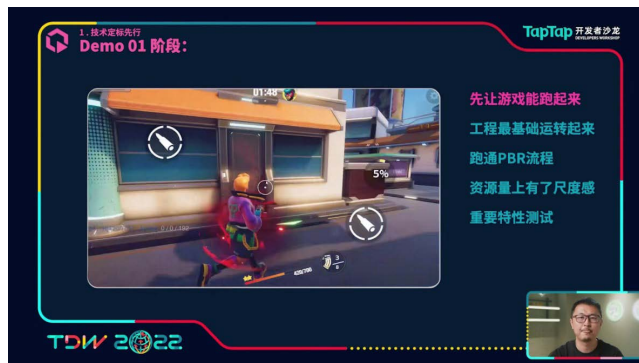 1.技术定标先行
Demo 01 阶段：
TapTap 开发者沙龙
DEVELOPERS WORKSHOP
01:48
5%
先让游戏能跑起来
工程最基础运转起来
跑通PBR流程
资源量上有了尺度感
重要特性测试
3
TDW 2022